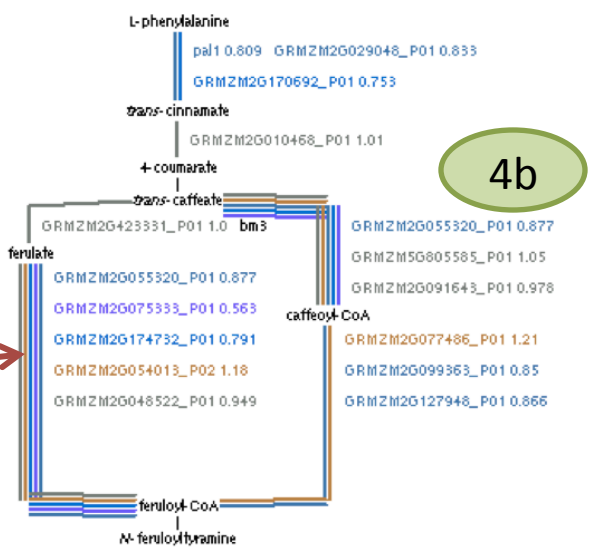 L-phenylalanine
pal1 0.809 GRMZM2G029048_P01 0.833
GRMZM2G170692_P01 0.753
trans-cinnamate
GRMZM2G010468_P01 1.01
4-coumarate
4b
trans-caffeate
GRMZM2G423331_P01 1.0 bm3
GRMZM2G055320_P01 0.877
ferulate
GRMZM5G805585_P01 1.05
GRMZM2G055320_P01 0.877
GRMZM2G091643_P01 0.978
GRMZM2G075333_P01 0.563
caffeoyl-CoA
GRMZM2G174732_P01 0.791
GRMZM2G077486_P01 1.21
GRMZM2G054013_P02 1.18
GRMZM2G099363_P01 0.85
GRMZM2G048522_P01 0.949
GRMZM2G127948_P01 0.866
feruloyl-CoA
N-feruloyltyramine